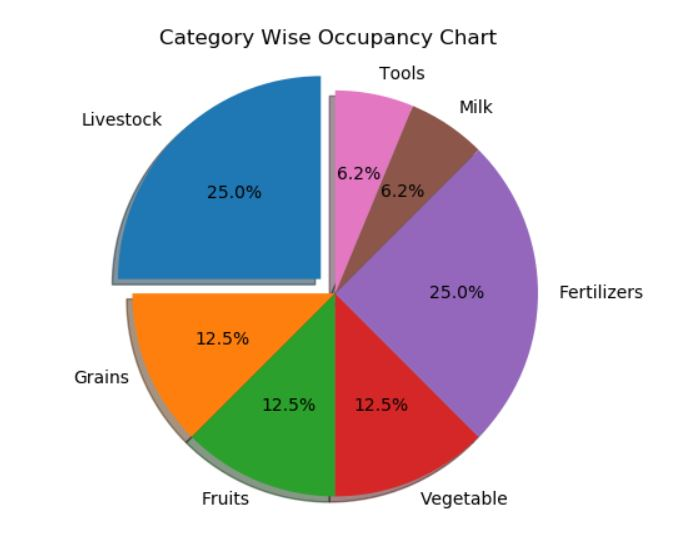 Category Wise Occupancy Chart
Tools
Milk
Livestock
6.2%
6.2%
25.0%
25.0%
Fertilizers
12.5%
Grains
12.5%
12.5%
Fruits
Vegetable